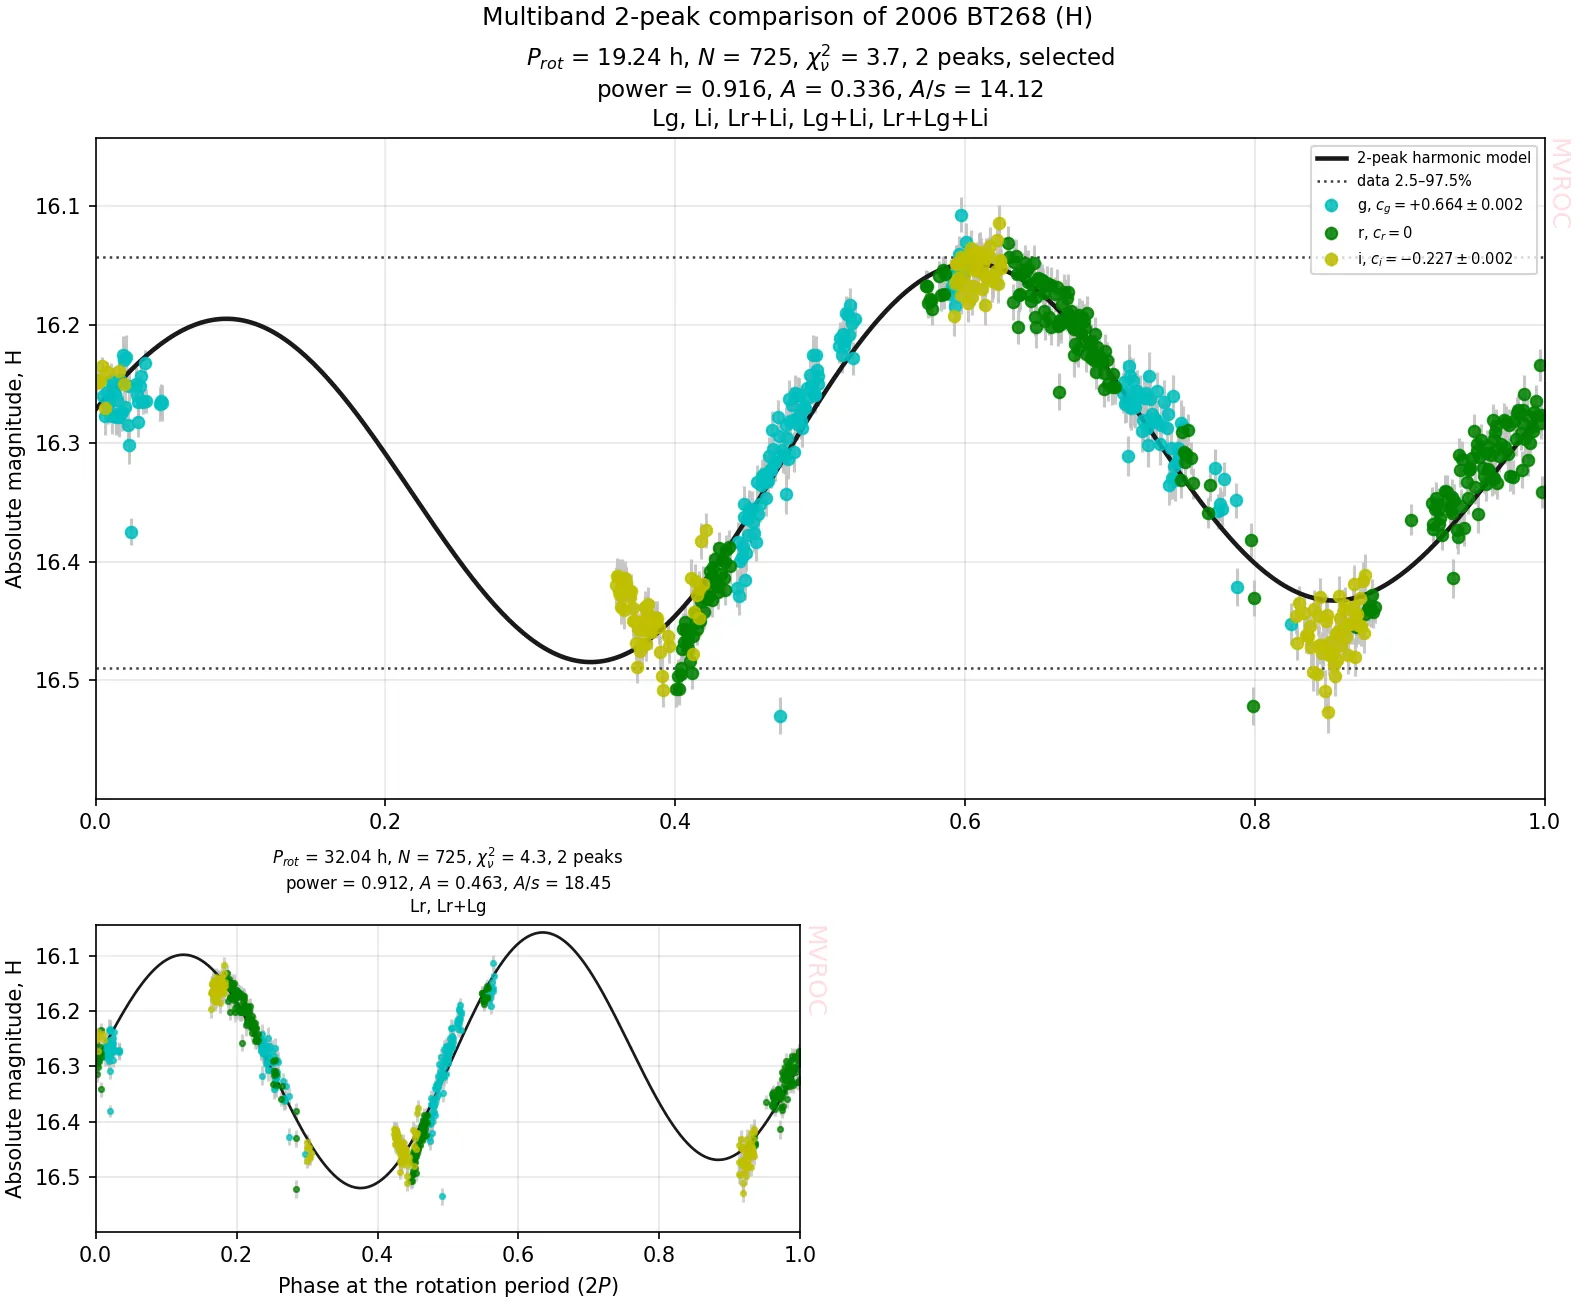 Multiband 2-peak comparison of 2006 BT268 (H)
P_rot = 19.24 h, N = 725, χ²_ν = 3.7, 2 peaks, selected
power = 0.916, A = 0.336, A/s = 14.12
Lg, Li, Lr+Li, Lg+Li, Lr+Lg+Li
2-peak harmonic model
data 2.5–97.5%
g, c_g = +0.664 ± 0.002
r, c_r = 0
i, c_i = −0.227 ± 0.002
MVROC
Absolute magnitude, H
16.1
16.2
16.3
16.4
16.5
0.0 0.2 0.4 0.6 0.8 1.0
P_rot = 32.04 h, N = 725, χ²_ν = 4.3, 2 peaks
power = 0.912, A = 0.463, A/s = 18.45
Lr, Lr+Lg
MVROC
Absolute magnitude, H
16.1
16.2
16.3
16.4
16.5
0.0 0.2 0.4 0.6 0.8 1.0
Phase at the rotation period (2P)